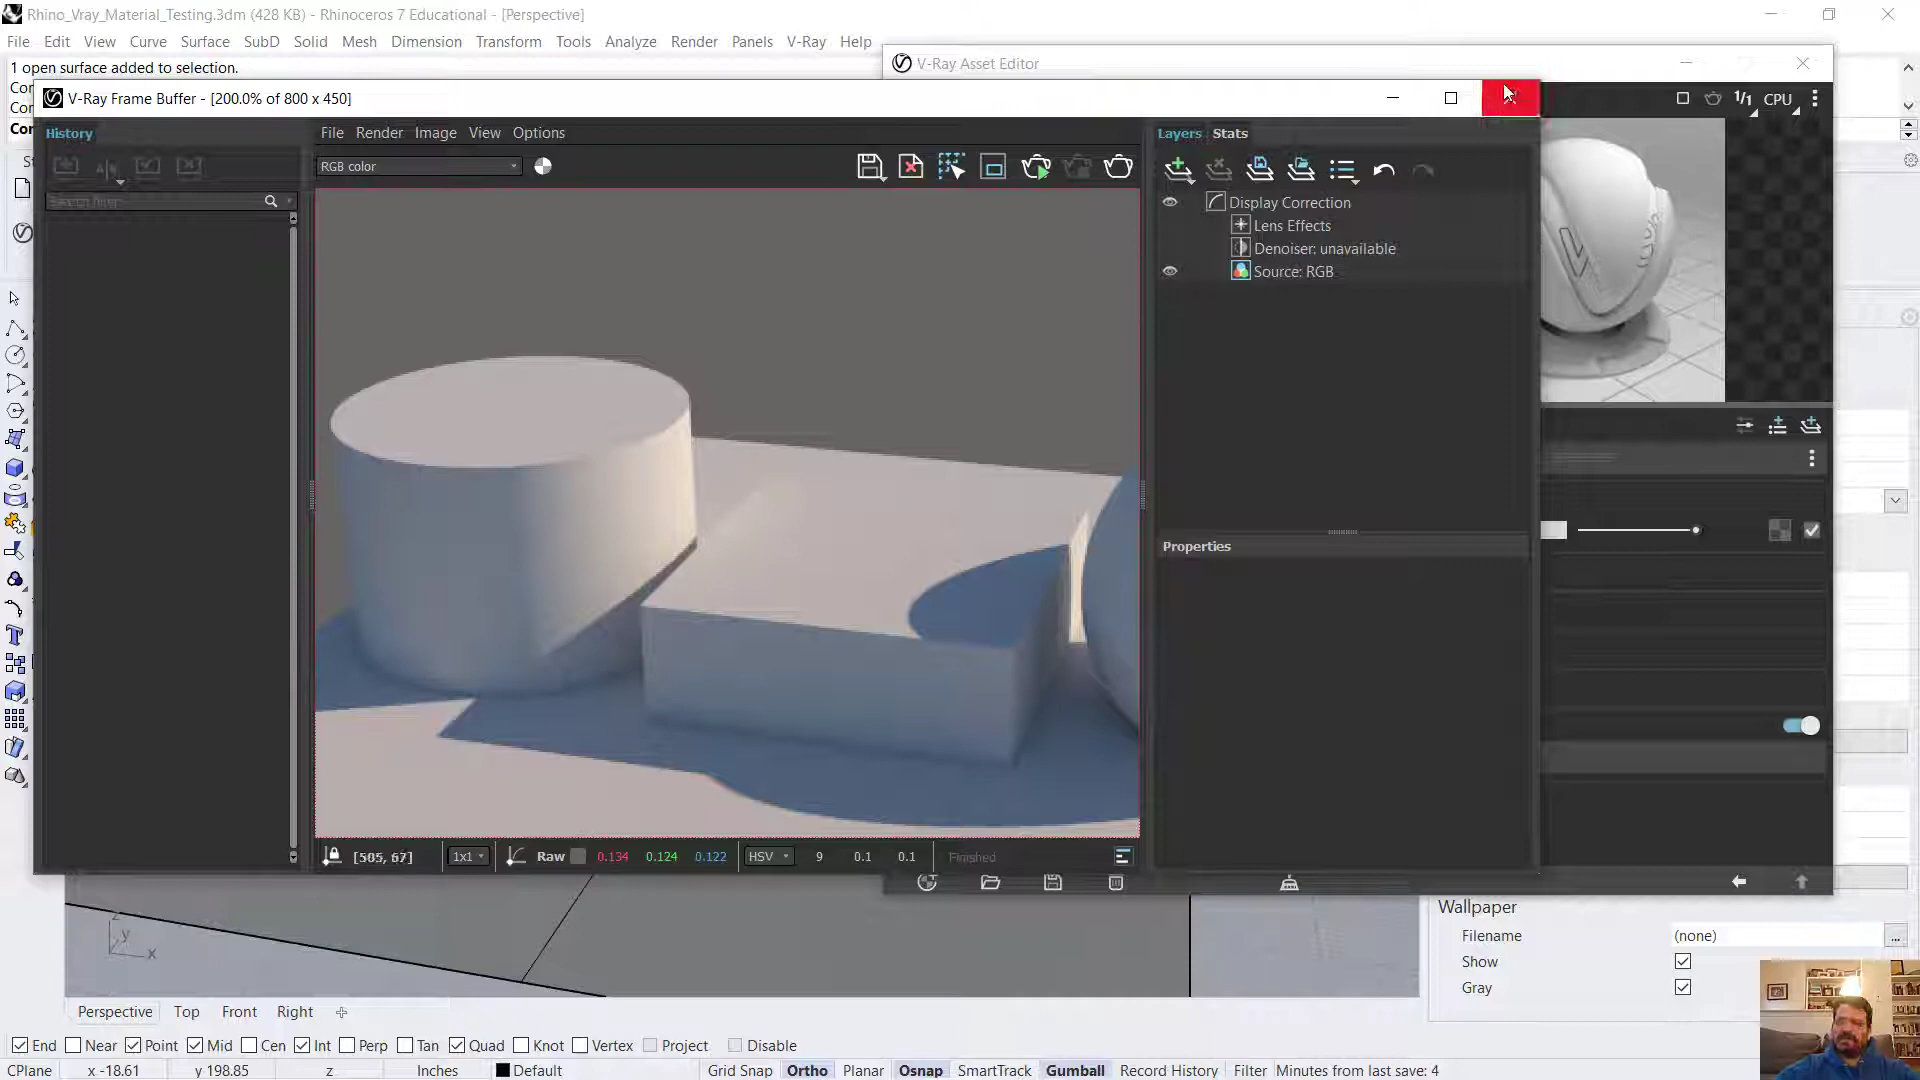 Rhino_Vray_Material_Testing.3dm (428 KB) - Rhinoceros 7 Educational - [Perspective]
File Edit View Curve Surface SubD Solid Mesh Dimension Transform Tools Analyze Render Panels V-Ray Help
1 open surface added to selection.
V-Ray Asset Editor
V-Ray Frame Buffer - [200.0% of 800 x 450]
1/1 CPU
History
File Render Image View Options
Layers Stats
RGB color
Search filter
Display Correction
Lens Effects
Denoiser: unavailable
Source: RGB
Properties
[505, 67] 1x1 Raw 0.134 0.124 0.122 HSV 9 0.1 0.1 Finished
Wallpaper
Filename (none) ...
Show
Gray
z
y
x
Perspective Top Front Right
End Near Point Mid Cen Int Perp Tan Quad Knot Vertex Project Disable
CPlane x -18.61 y 198.85 z Inches Default Grid Snap Ortho Planar Osnap SmartTrack Gumball Record History Filter Minutes from last save: 4